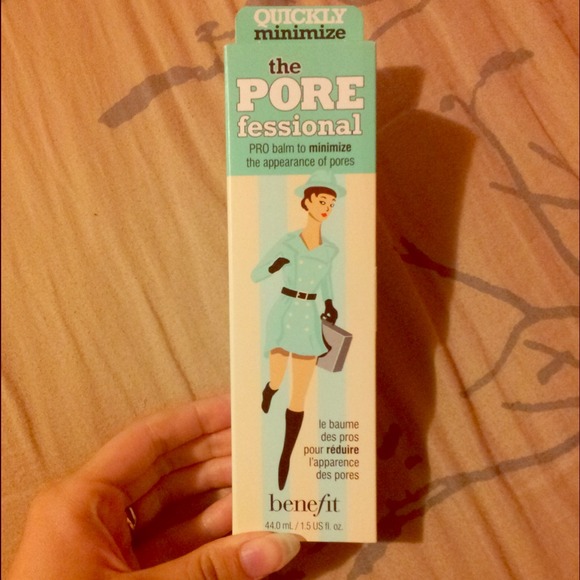 QUICKLY
minimize
the
PORE
fessional
PRO balm to minimize
the appearance of pores
le baume
des pros
pour réduire
l'apparence
des pores
benefit
44.0 mL / 1.5 US fl. oz.